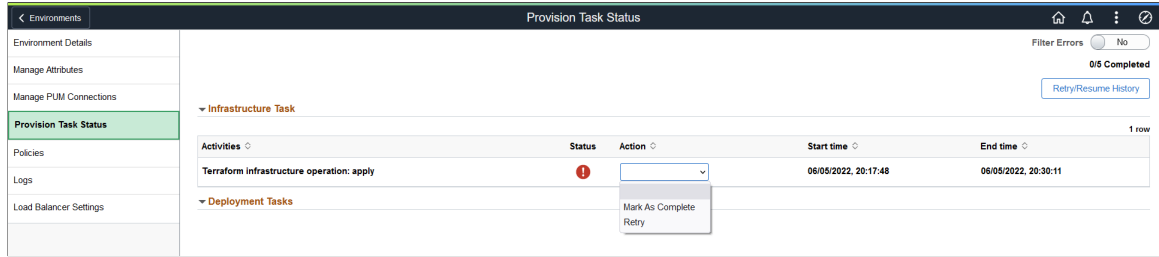 Environments
Provision Task Status
Environment Details
Manage Attributes
Manage PUM Connections
Provision Task Status
Policies
Logs
Load Balancer Settings
Filter Errors No
0/5 Completed
Retry/Resume History
Infrastructure Task
1 row
Activities Status Action Start time End time
Terraform infrastructure operation: apply 06/05/2022, 20:17:48 06/05/2022, 20:30:11
Mark As Complete
Retry
Deployment Tasks